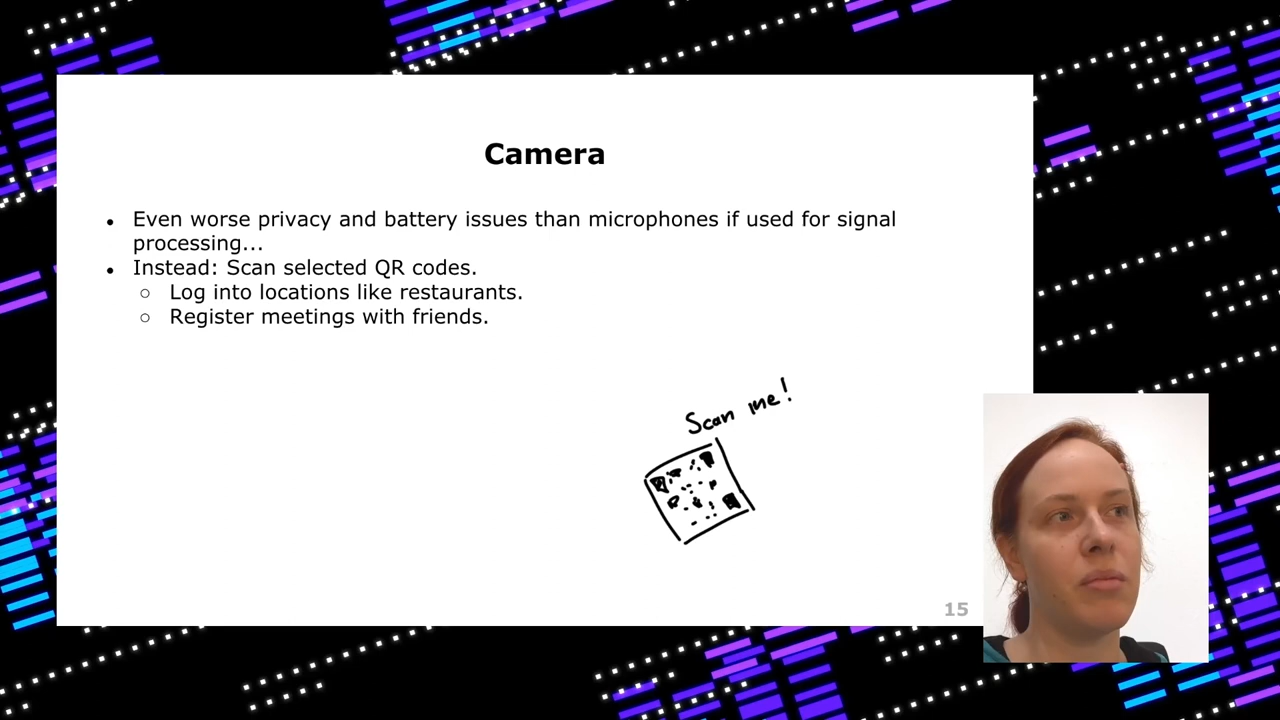 Camera
• Even worse privacy and battery issues than microphones if used for signal
processing...
• Instead: Scan selected QR codes.
○ Log into locations like restaurants.
○ Register meetings with friends.
Scan me!
15